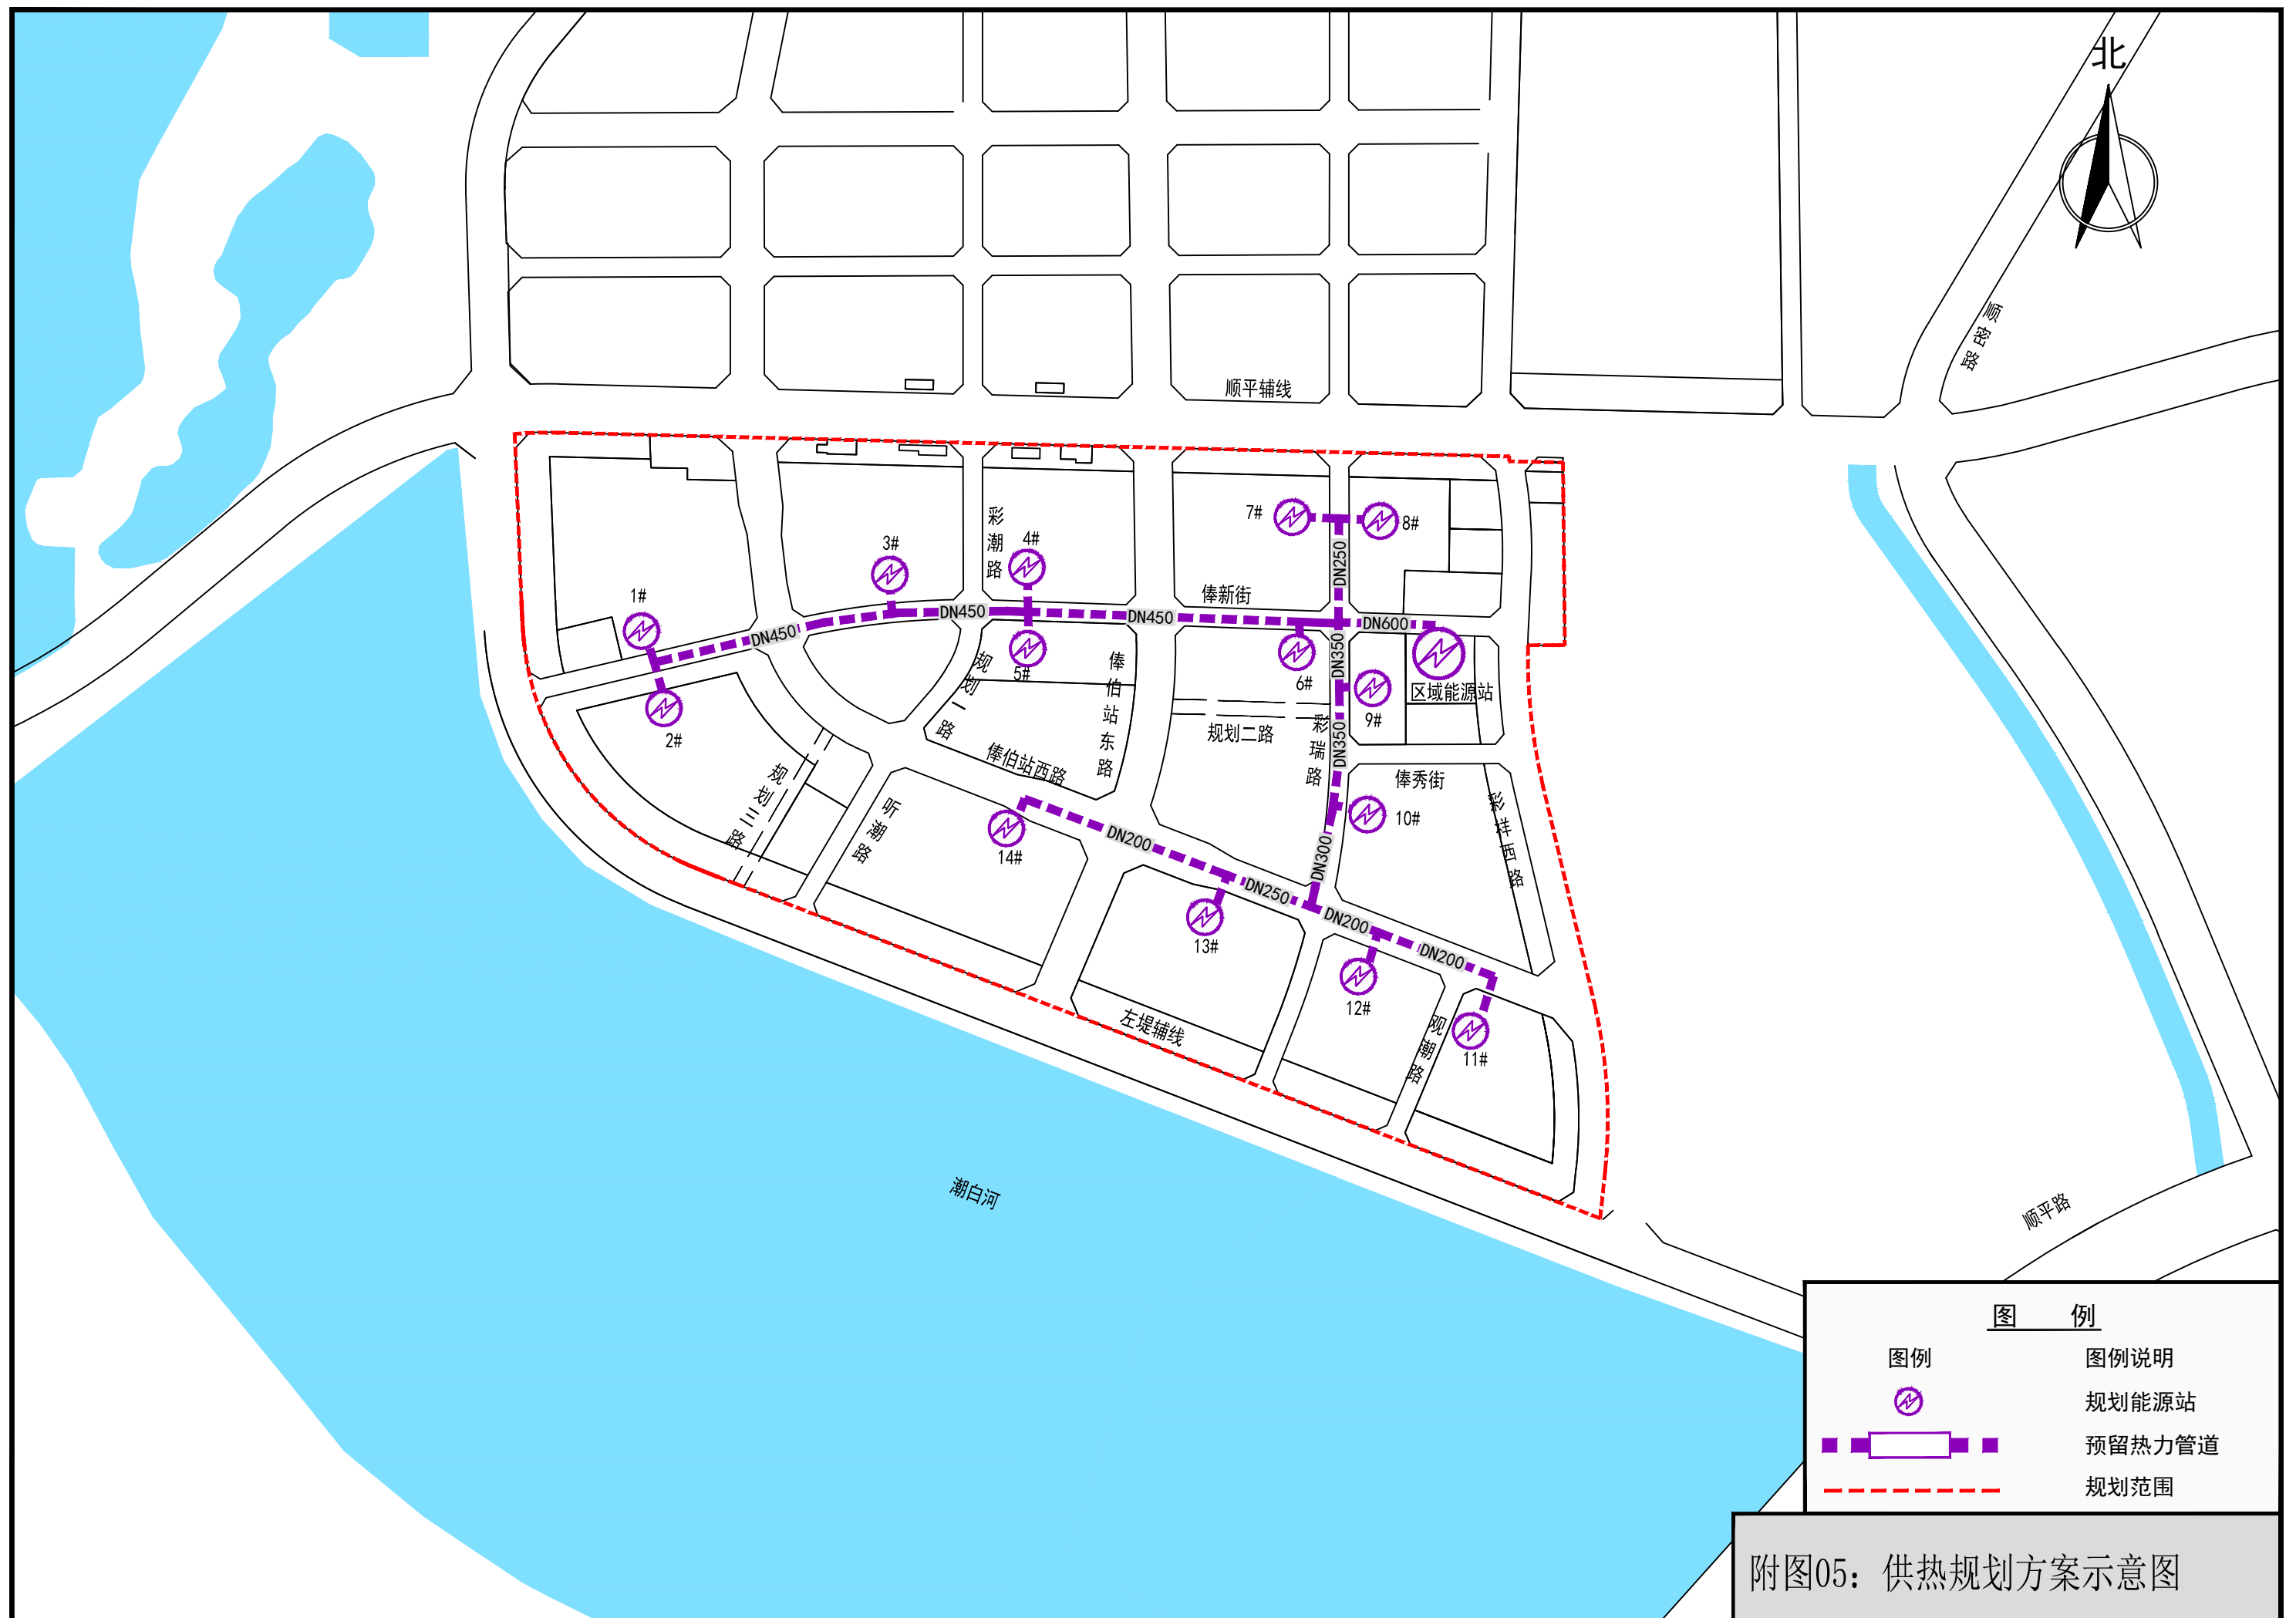 北
顺密路
顺平辅线
彩潮路
7#
8#
3#
4#
DN250
1#
俸新街
DN450
DN450
DN450
DN600
DN350
5#
6#
2#
规划一路
俸伯站东路
区域能源站
9#
规划二路
彩瑞路
DN350
俸伯站西路
俸秀街
规划三路
听潮路
彩祥西路
10#
14#
DN200
DN300
DN250
DN200
DN200
13#
12#
11#
左堤辅线
观潮路
潮白河
顺平路
图 例
图例 图例说明
规划能源站
预留热力管道
规划范围
附图05：供热规划方案示意图